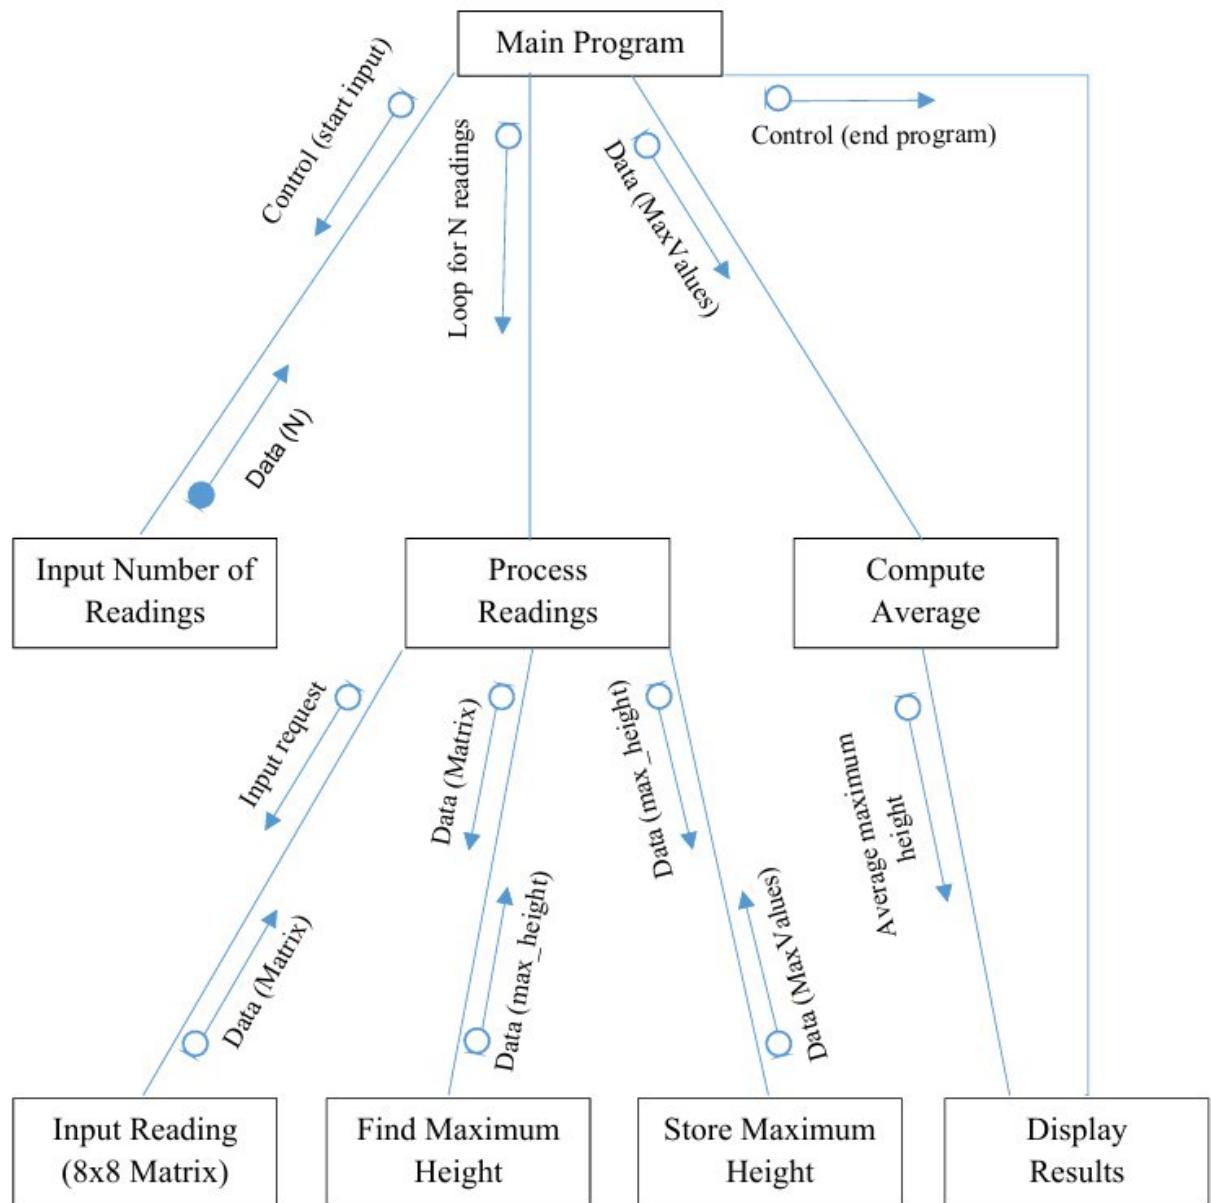 Main Program
Control (start input)
Loop for N readings
Data (MaxValues)
Control (end program)
Data (N)
Input Number of
Readings
Process
Readings
Compute
Average
Input request
Data (Matrix)
Data (max_height)
Average maximum
height
Data (Matrix)
Data (max_height)
Data (MaxValues)
Input Reading
(8x8 Matrix)
Find Maximum
Height
Store Maximum
Height
Display
Results